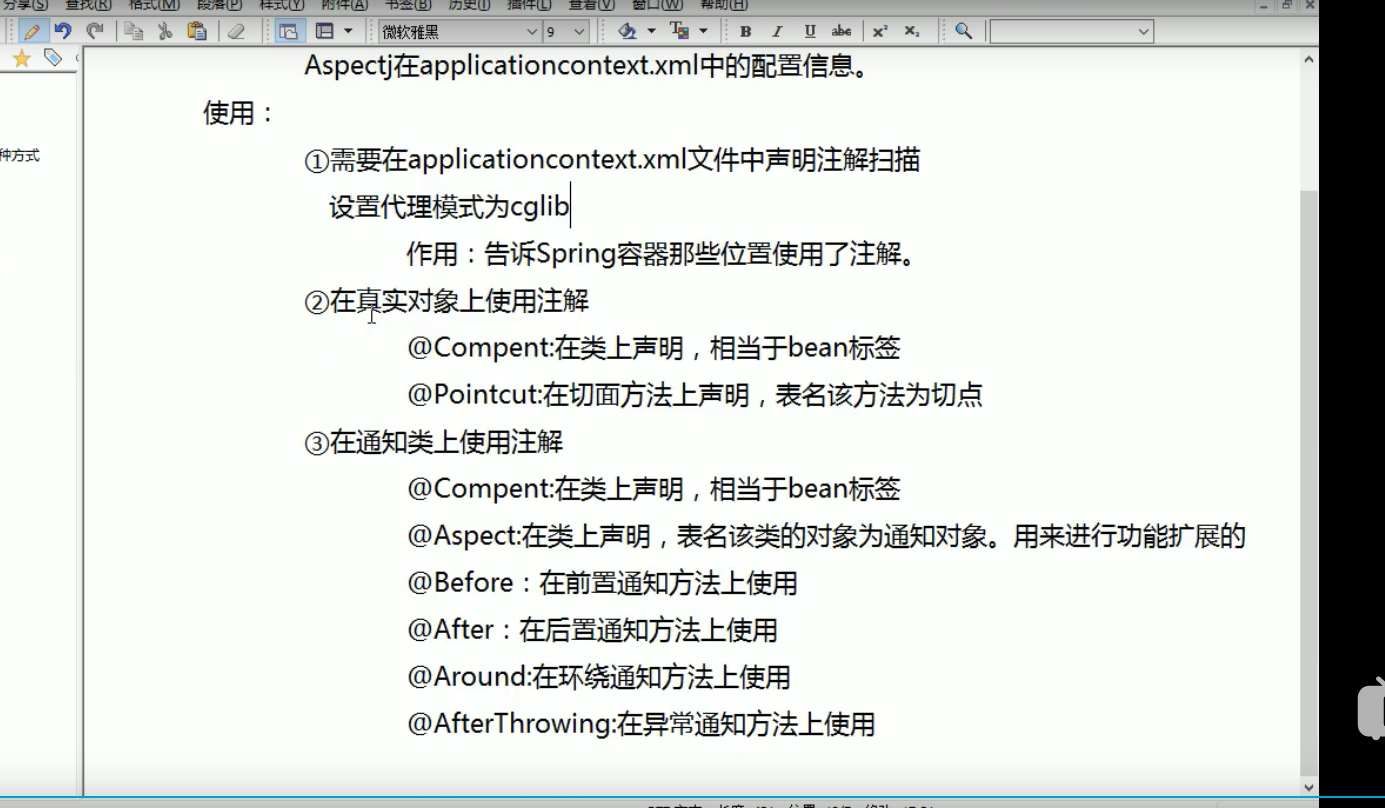 分享(S) 查找(R) 格式(M) 段落(P) 样式(Y) 附件(A) 书签(B) 历史(I) 插件(L) 查看(V) 窗口(W) 帮助(H)
微软雅黑 9 B I U abc x² x₂
种方式
Aspectj在applicationcontext.xml中的配置信息。
使用：
①需要在applicationcontext.xml文件中声明注解扫描
设置代理模式为cglib
作用：告诉Spring容器那些位置使用了注解。
②在真实对象上使用注解
@Compent:在类上声明，相当于bean标签
@Pointcut:在切面方法上声明，表名该方法为切点
③在通知类上使用注解
@Compent:在类上声明，相当于bean标签
@Aspect:在类上声明，表名该类的对象为通知对象。用来进行功能扩展的
@Before：在前置通知方法上使用
@After：在后置通知方法上使用
@Around:在环绕通知方法上使用
@AfterThrowing:在异常通知方法上使用